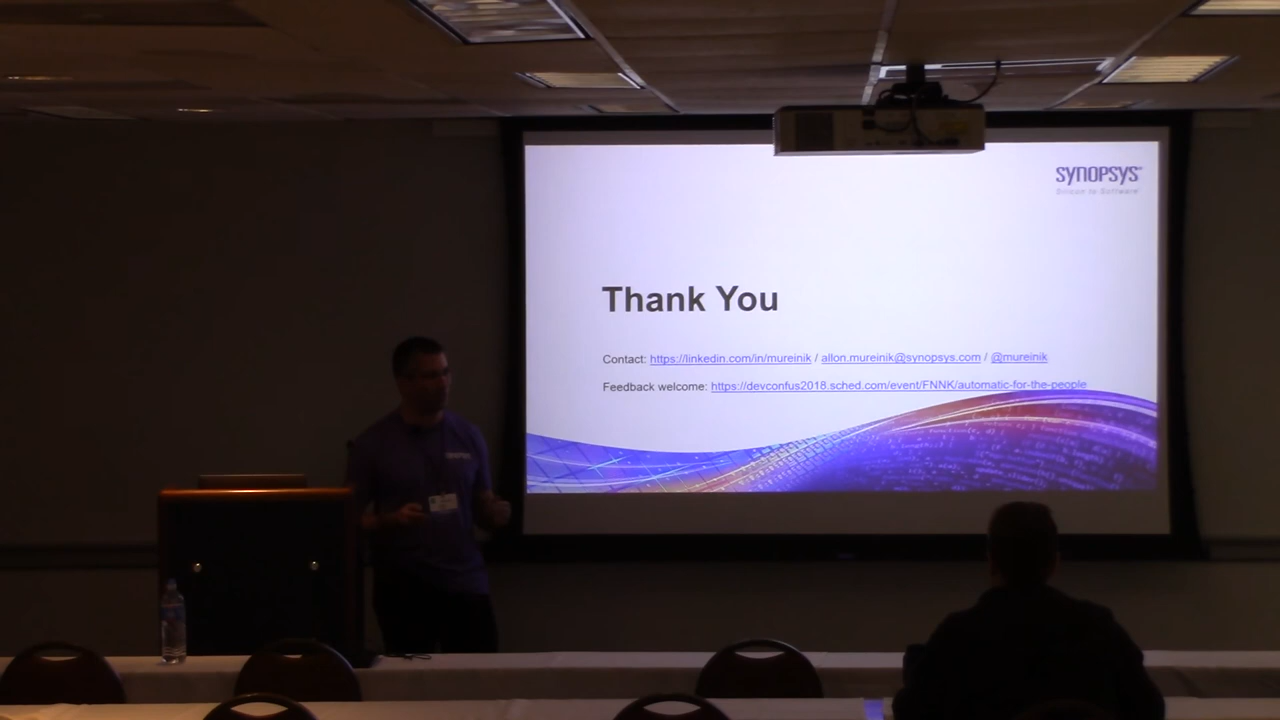 SYNOPSYS
Silicon to Software
Thank You
Contact: https://linkedin.com/in/mureinik / allon.mureinik@synopsys.com / @mureinik
Feedback welcome: https://devconfus2018.sched.com/event/FNNK/automatic-for-the-people